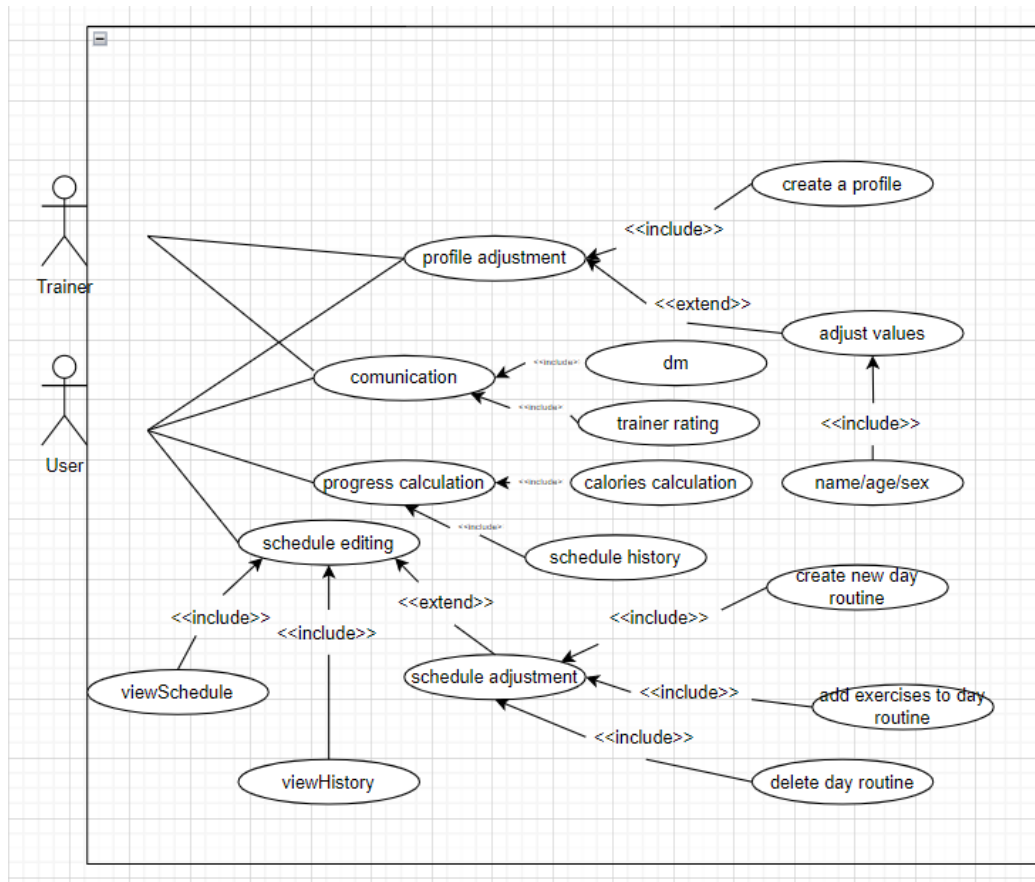 create a profile
<<include>>
profile adjustment
Trainer
<<extend>>
adjust values
<<include>>
dm
comunication
<<include>>
trainer rating
<<include>>
User
progress calculation
<<include>>
calories calculation
name/age/sex
<<include>>
schedule editing
schedule history
create new day
routine
<<extend>>
<<include>>
<<include>>
<<include>>
schedule adjustment
viewSchedule
<<include>>
add exercises to day
routine
<<include>>
viewHistory
delete day routine